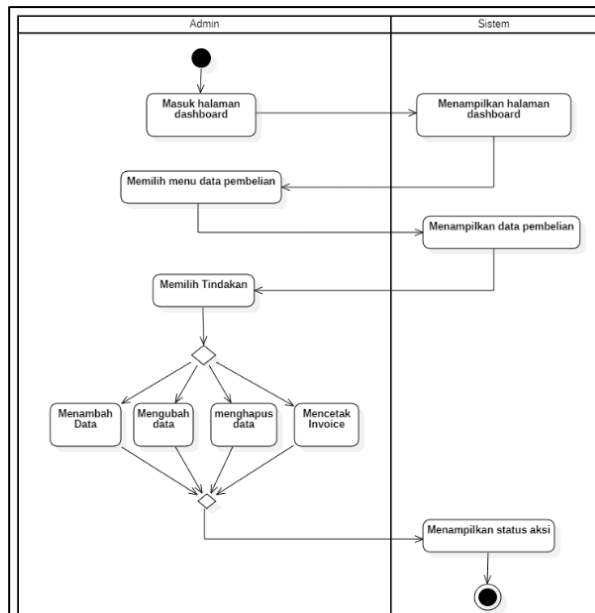 Admin
Sistem
Masuk halaman
dashboard
Menampilkan halaman
dashboard
Memilih menu data pembelian
Menampilkan data pembelian
Memilih Tindakan
Menambah
Data
Mengubah
data
menghapus
data
Mencetak
Invoice
Menampilkan status aksi